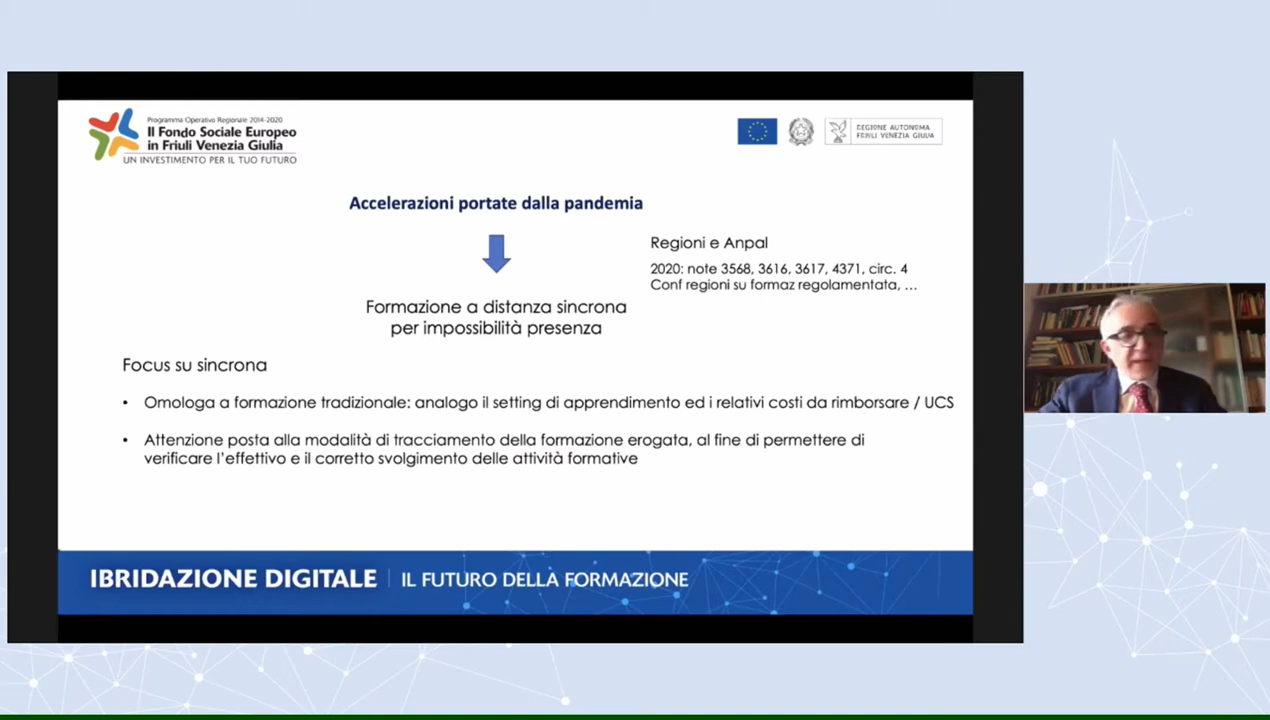 Programma Operativo Regionale 2014-2020
Il Fondo Sociale Europeo
in Friuli Venezia Giulia
UN INVESTIMENTO PER IL TUO FUTURO
REGIONE AUTONOMA
FRIULI VENEZIA GIULIA
Accelerazioni portate dalla pandemia
Regioni e Anpal
2020: note 3568, 3616, 3617, 4371, circ. 4
Conf regioni su formaz regolamentata, ...
Formazione a distanza sincrona
per impossibilità presenza
Focus su sincrona
• Omologa a formazione tradizionale: analogo il setting di apprendimento ed i relativi costi da rimborsare / UCS
• Attenzione posta alla modalità di tracciamento della formazione erogata, al fine di permettere di
verificare l'effettivo e il corretto svolgimento delle attività formative
IBRIDAZIONE DIGITALE | IL FUTURO DELLA FORMAZIONE